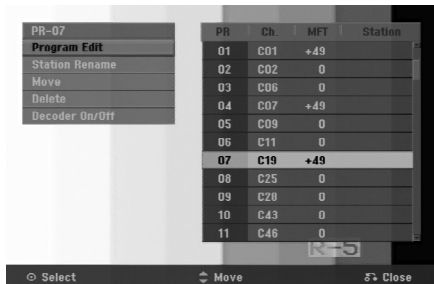 PR-07
Program Edit
Station Rename
Move
Delete
Decoder On/Off
PR Ch. MFT Station
01 C01 +49
02 C02 0
03 C06 0
04 C07 +49
05 C09 0
06 C11 0
07 C19 +49
08 C25 0
09 C28 0
10 C43 0
11 C46 0
R-5
Select Move Close